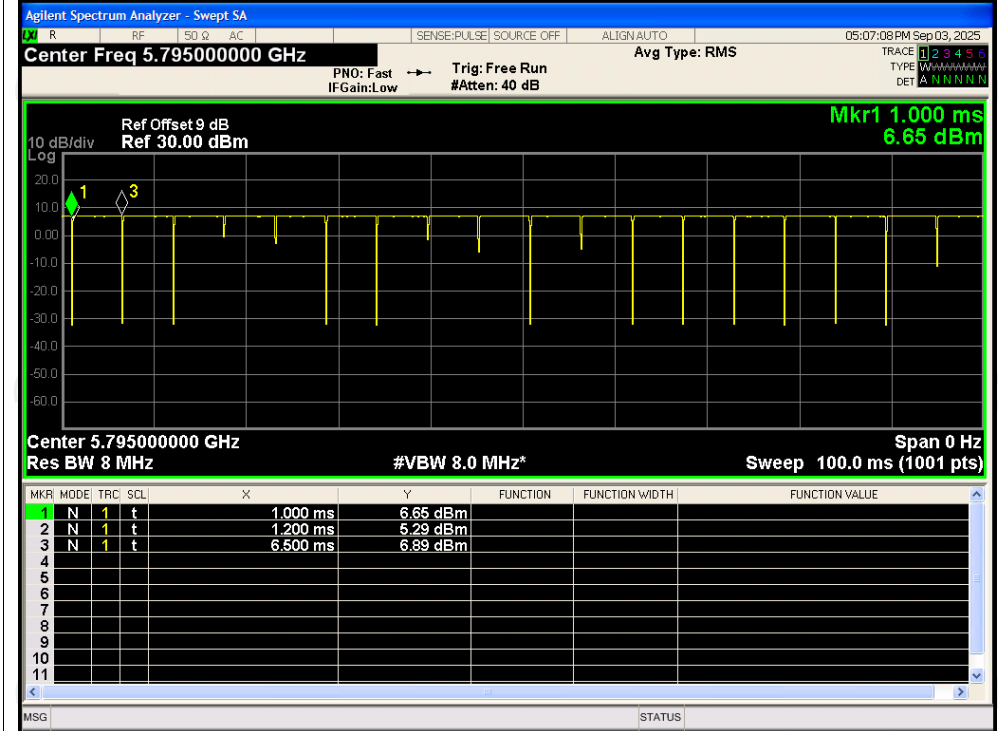 Agilent Spectrum Analyzer - Swept SA
LXI R RF 50 Ω AC SENSE:PULSE SOURCE OFF ALIGN AUTO 05:07:08 PM Sep 03, 2025
Center Freq 5.795000000 GHz Avg Type: RMS TRACE 1 2 3 4 5 6
PNO: Fast Trig: Free Run TYPE WWWWWW
IFGain:Low #Atten: 40 dB DET A N N N N N
Mkr1 1.000 ms
Ref Offset 9 dB 6.65 dBm
10 dB/div Ref 30.00 dBm
Log
20.0
1 3
10.0
0.00
-10.0
-20.0
-30.0
-40.0
-50.0
-60.0
Center 5.795000000 GHz Span 0 Hz
Res BW 8 MHz #VBW 8.0 MHz* Sweep 100.0 ms (1001 pts)
MKR MODE TRC SCL X Y FUNCTION FUNCTION WIDTH FUNCTION VALUE
1 N 1 t 1.000 ms 6.65 dBm
2 N 1 t 1.200 ms 5.29 dBm
3 N 1 t 6.500 ms 6.89 dBm
4
5
6
7
8
9
10
11
MSG STATUS